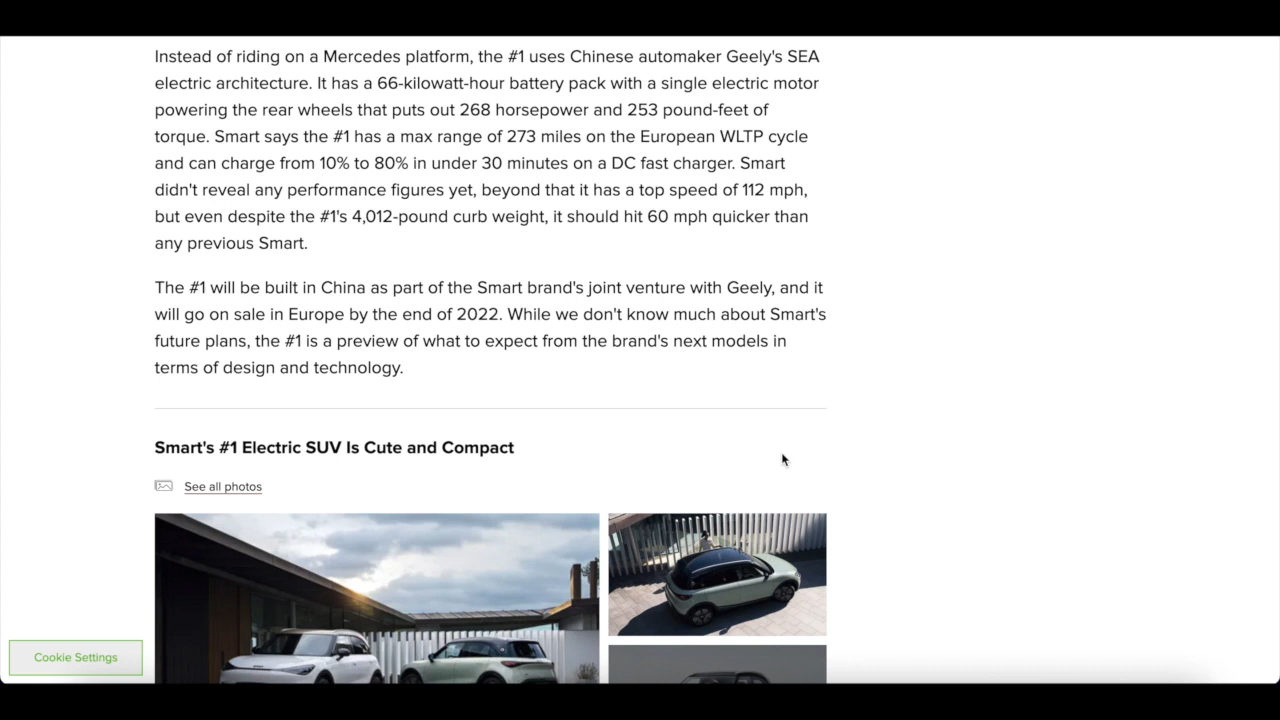 Instead of riding on a Mercedes platform, the #1 uses Chinese automaker Geely's SEA
electric architecture. It has a 66-kilowatt-hour battery pack with a single electric motor
powering the rear wheels that puts out 268 horsepower and 253 pound-feet of
torque. Smart says the #1 has a max range of 273 miles on the European WLTP cycle
and can charge from 10% to 80% in under 30 minutes on a DC fast charger. Smart
didn't reveal any performance figures yet, beyond that it has a top speed of 112 mph,
but even despite the #1's 4,012-pound curb weight, it should hit 60 mph quicker than
any previous Smart.
The #1 will be built in China as part of the Smart brand's joint venture with Geely, and it
will go on sale in Europe by the end of 2022. While we don't know much about Smart's
future plans, the #1 is a preview of what to expect from the brand's next models in
terms of design and technology.
Smart's #1 Electric SUV Is Cute and Compact
See all photos
Cookie Settings